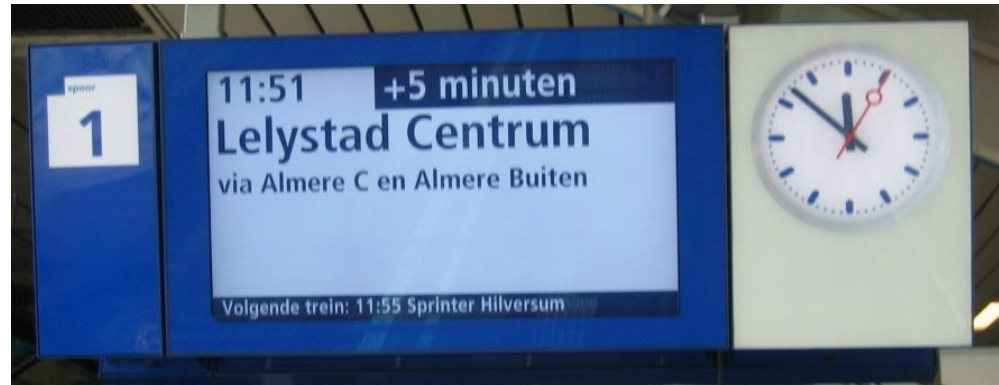 spoor
1
11:51 +5 minuten
Lelystad Centrum
via Almere C en Almere Buiten
Volgende trein: 11:55 Sprinter Hilversum